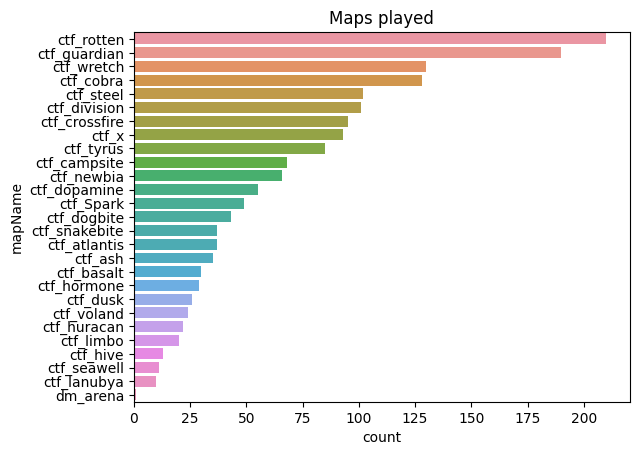 Maps played
mapName
ctf_rotten
ctf_guardian
ctf_wretch
ctf_cobra
ctf_steel
ctf_division
ctf_crossfire
ctf_x
ctf_tyrus
ctf_campsite
ctf_newbia
ctf_dopamine
ctf_Spark
ctf_dogbite
ctf_snakebite
ctf_atlantis
ctf_ash
ctf_basalt
ctf_hormone
ctf_dusk
ctf_voland
ctf_huracan
ctf_limbo
ctf_hive
ctf_seawell
ctf_lanubya
dm_arena
0 25 50 75 100 125 150 175 200
count